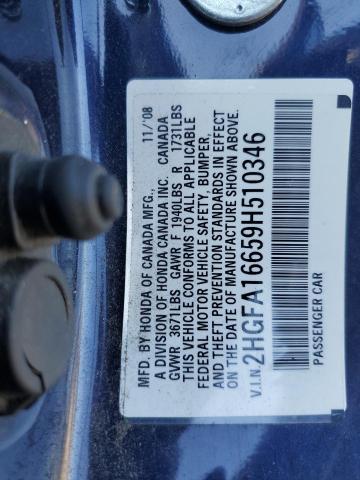 MFD. BY HONDA OF CANADA MFG.,     11/'08
A DIVISION OF HONDA CANADA INC.  CANADA
GVWR 3671LBS  GAWR F 1940LBS R 1731LBS
THIS VEHICLE CONFORMS TO ALL APPLICABLE
FEDERAL MOTOR VEHICLE SAFETY, BUMPER,
AND THEFT PREVENTION STANDARDS IN EFFECT
ON THE DATE OF MANUFACTURE SHOWN ABOVE.
V.I.N. 2HGFA16659H510346
PASSENGER CAR